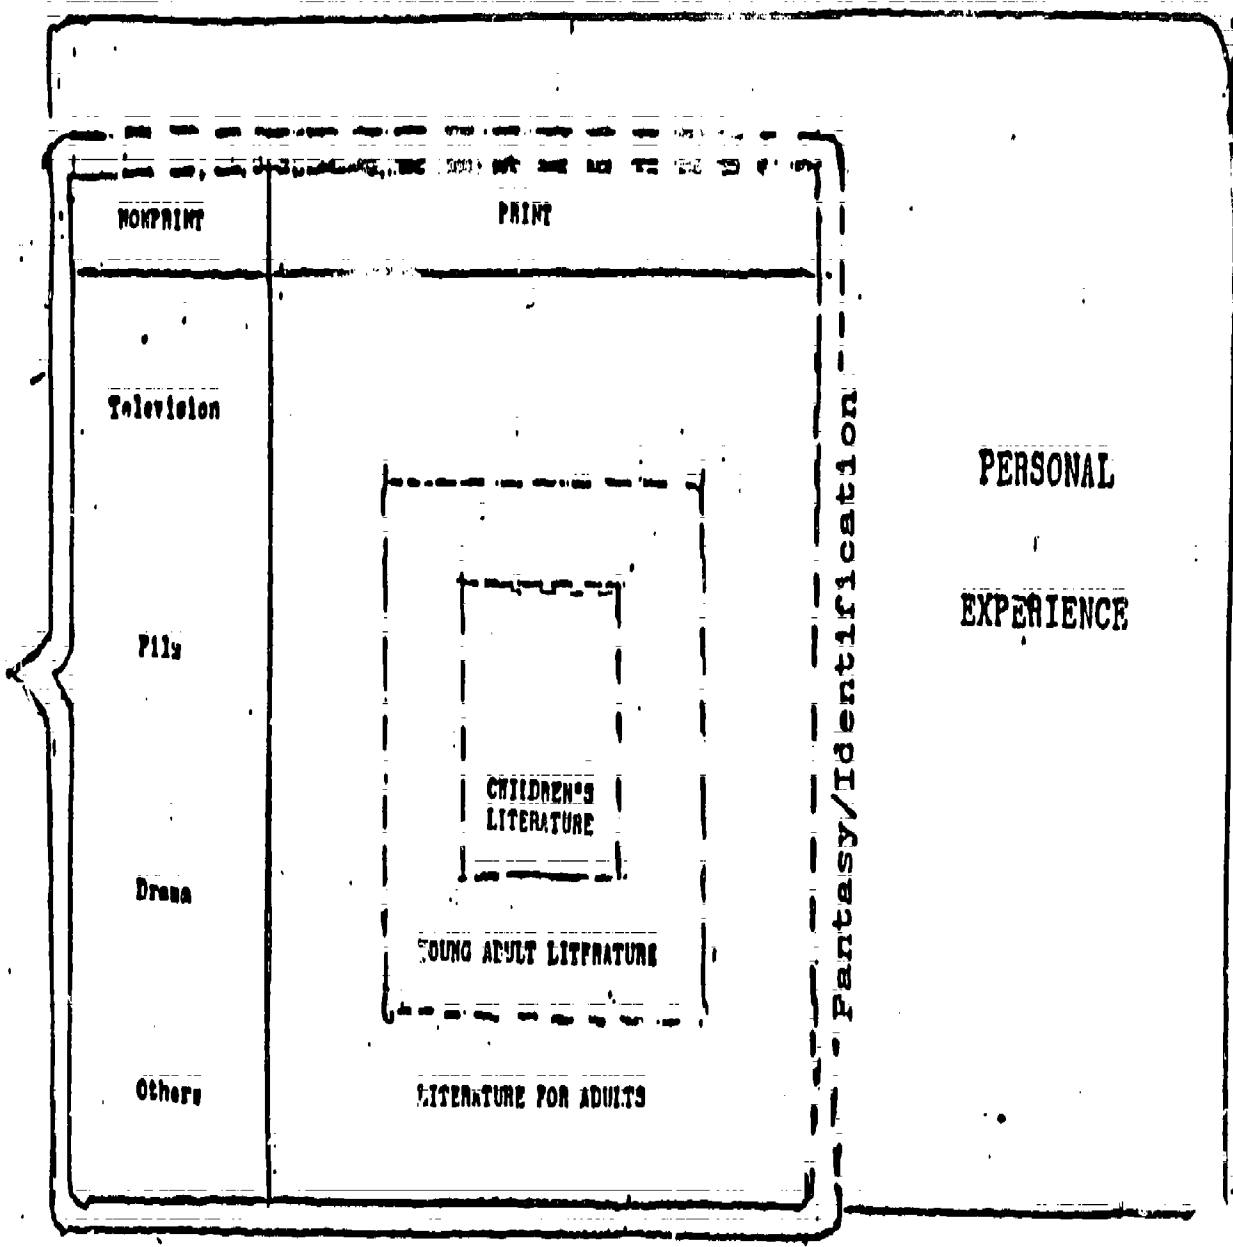 NONPRINT
PRINT
Television
Film
Drama
Others
CHILDREN'S
LITERATURE
YOUNG ADULT LITERATURE
LITERATURE FOR ADULTS
Fantasy/Identification
PERSONAL
EXPERIENCE